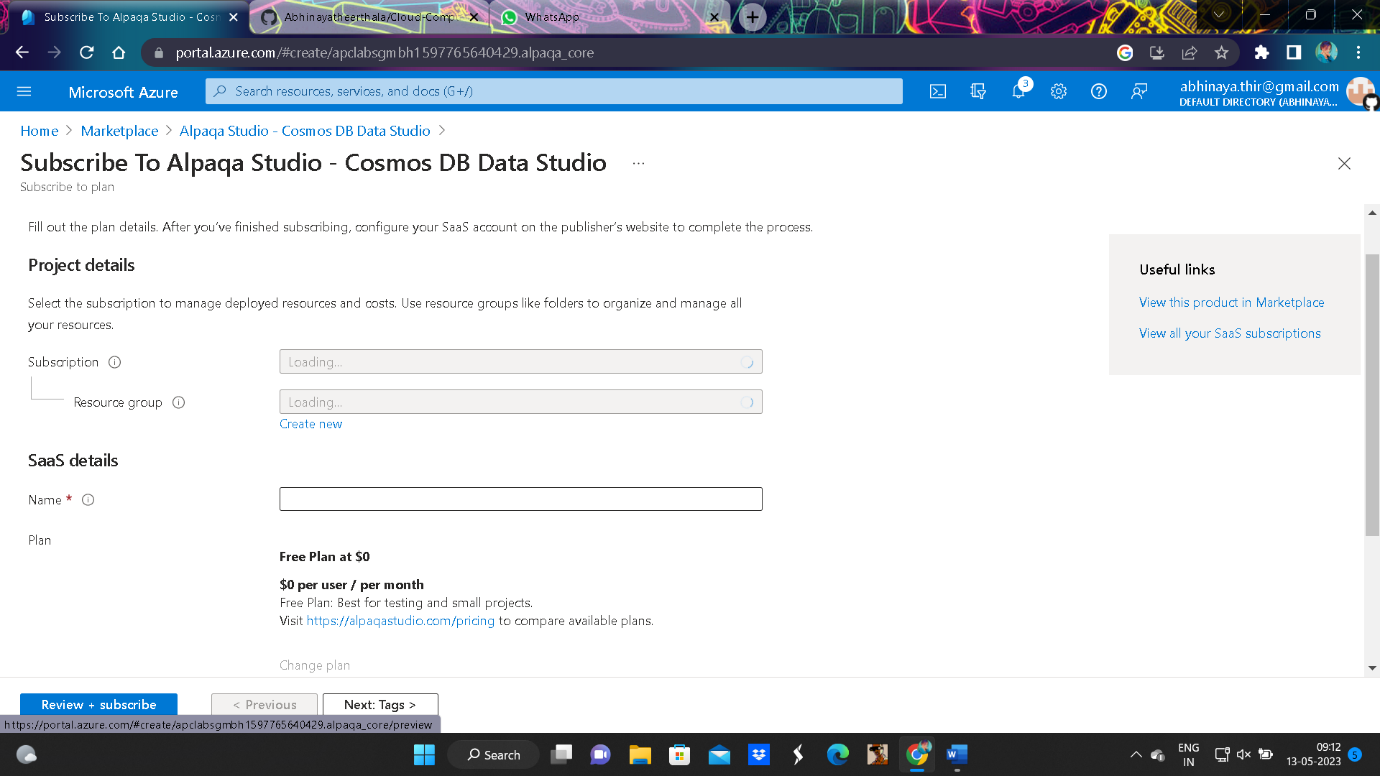 Subscribe To Alpaqa Studio - Cosm
Abhinayatheerthala/Cloud-Comp
WhatsApp
portal.azure.com/#create/apclabsgmbh1597765640429.alpaqa_core
Microsoft Azure
Search resources, services, and docs (G+/)
3
abhinaya.thir@gmail.com
DEFAULT DIRECTORY (ABHINAYA...
Home > Marketplace > Alpaqa Studio - Cosmos DB Data Studio >
Subscribe To Alpaqa Studio - Cosmos DB Data Studio ...
Subscribe to plan
Fill out the plan details. After you've finished subscribing, configure your SaaS account on the publisher's website to complete the process.
Project details
Select the subscription to manage deployed resources and costs. Use resource groups like folders to organize and manage all
your resources.
Subscription
Loading...
Resource group
Loading...
Create new
SaaS details
Name *
Plan
Free Plan at $0
$0 per user / per month
Free Plan: Best for testing and small projects.
Visit https://alpaqastudio.com/pricing to compare available plans.
Change plan
Useful links
View this product in Marketplace
View all your SaaS subscriptions
Review + subscribe
< Previous
Next: Tags >
https://portal.azure.com/#create/apclabsgmbh1597765640429.alpaqa_core/preview
Search
ENG
IN
09:12
13-05-2023
5